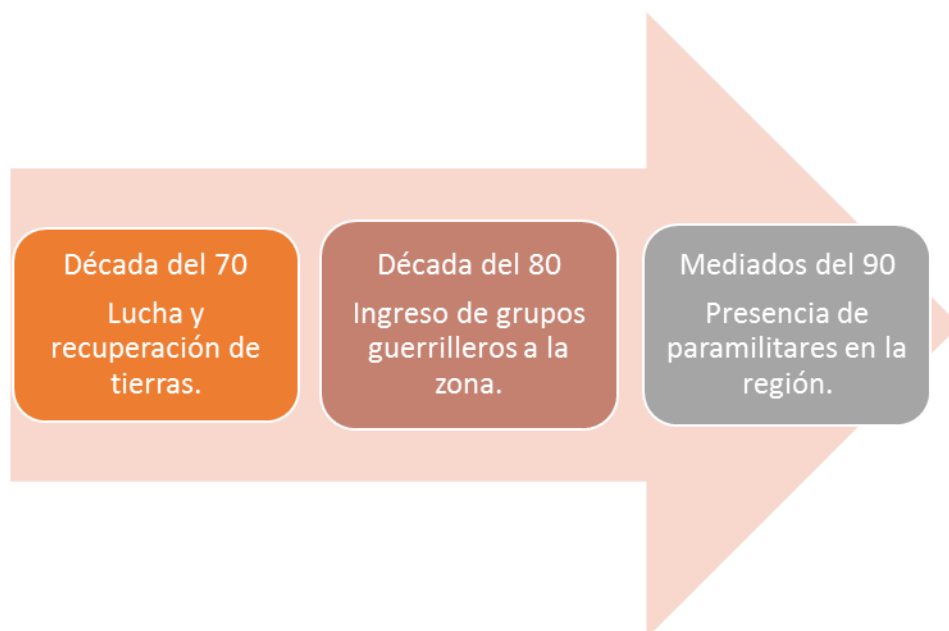 Década del 70
Lucha y
recuperación de
tierras.
Década del 80
Ingreso de grupos
guerrilleros a la
zona.
Mediados del 90
Presencia de
paramilitares en la
región.